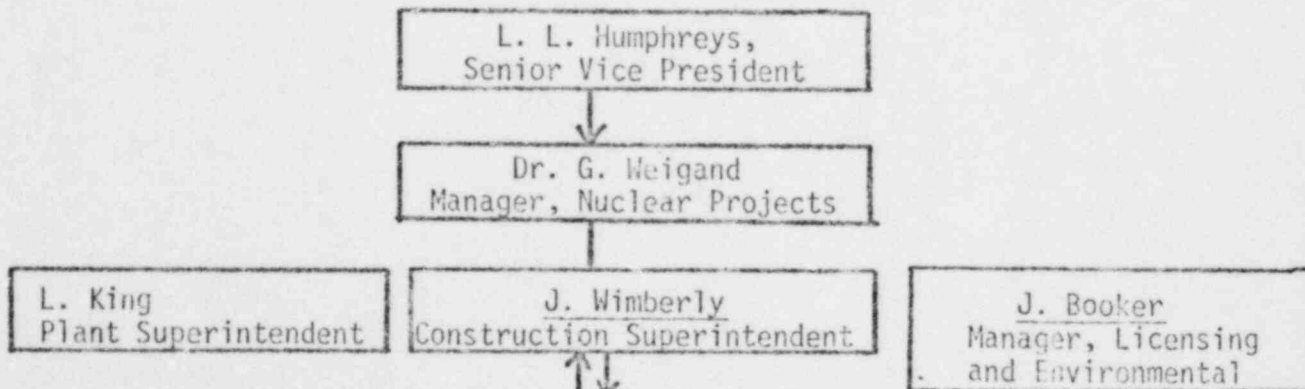 L. L. Humphreys,
Senior Vice President
Dr. G. Weigand
Manager, Nuclear Projects
L. King
Plant Superintendent
J. Wimberly
Construction Superintendent
J. Booker
Manager, Licensing
and Environmental